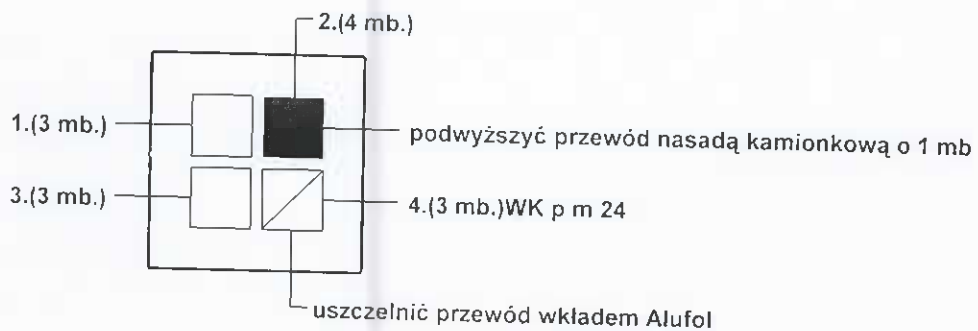 2.(4 mb.)
1.(3 mb.)
podwyższyć przewód nasadą kamionkową o 1 mb
3.(3 mb.)
4.(3 mb.)WK p m 24
uszczelnić przewód wkładem Alufol